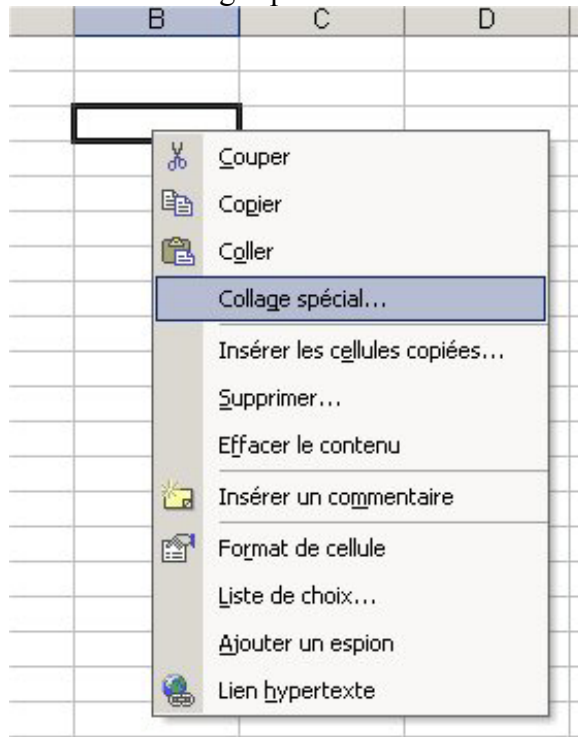 B C D
Couper
Copier
Coller
Collage spécial...
Insérer les cellules copiées...
Supprimer...
Effacer le contenu
Insérer un commentaire
Format de cellule
Liste de choix...
Ajouter un espion
Lien hypertexte